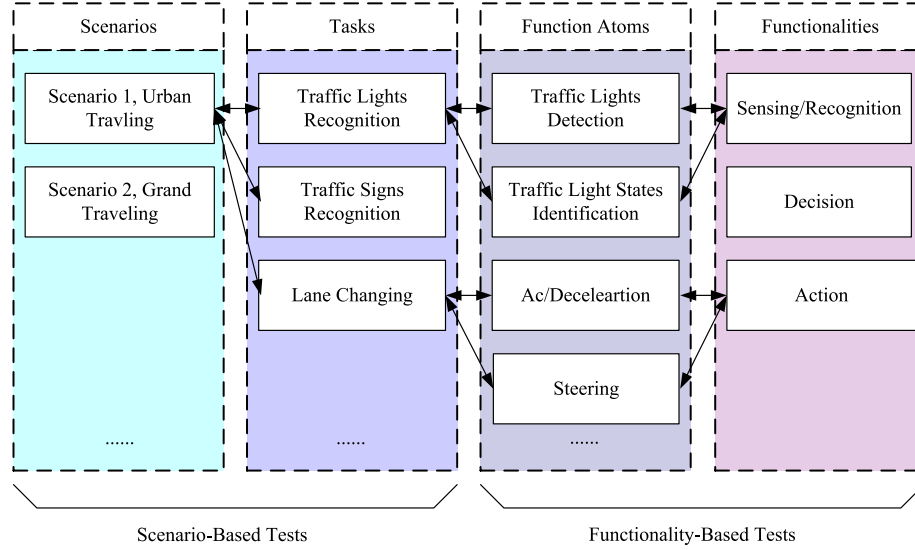 Scenarios
Tasks
Function Atoms
Functionalities
Scenario 1, Urban
Travling
Traffic Lights
Recognition
Traffic Lights
Detection
Sensing/Recognition
Scenario 2, Grand
Traveling
Traffic Signs
Recognition
Traffic Light States
Identification
Decision
Lane Changing
Ac/Deceleartion
Action
Steering
......
......
......
Scenario-Based Tests
Functionality-Based Tests